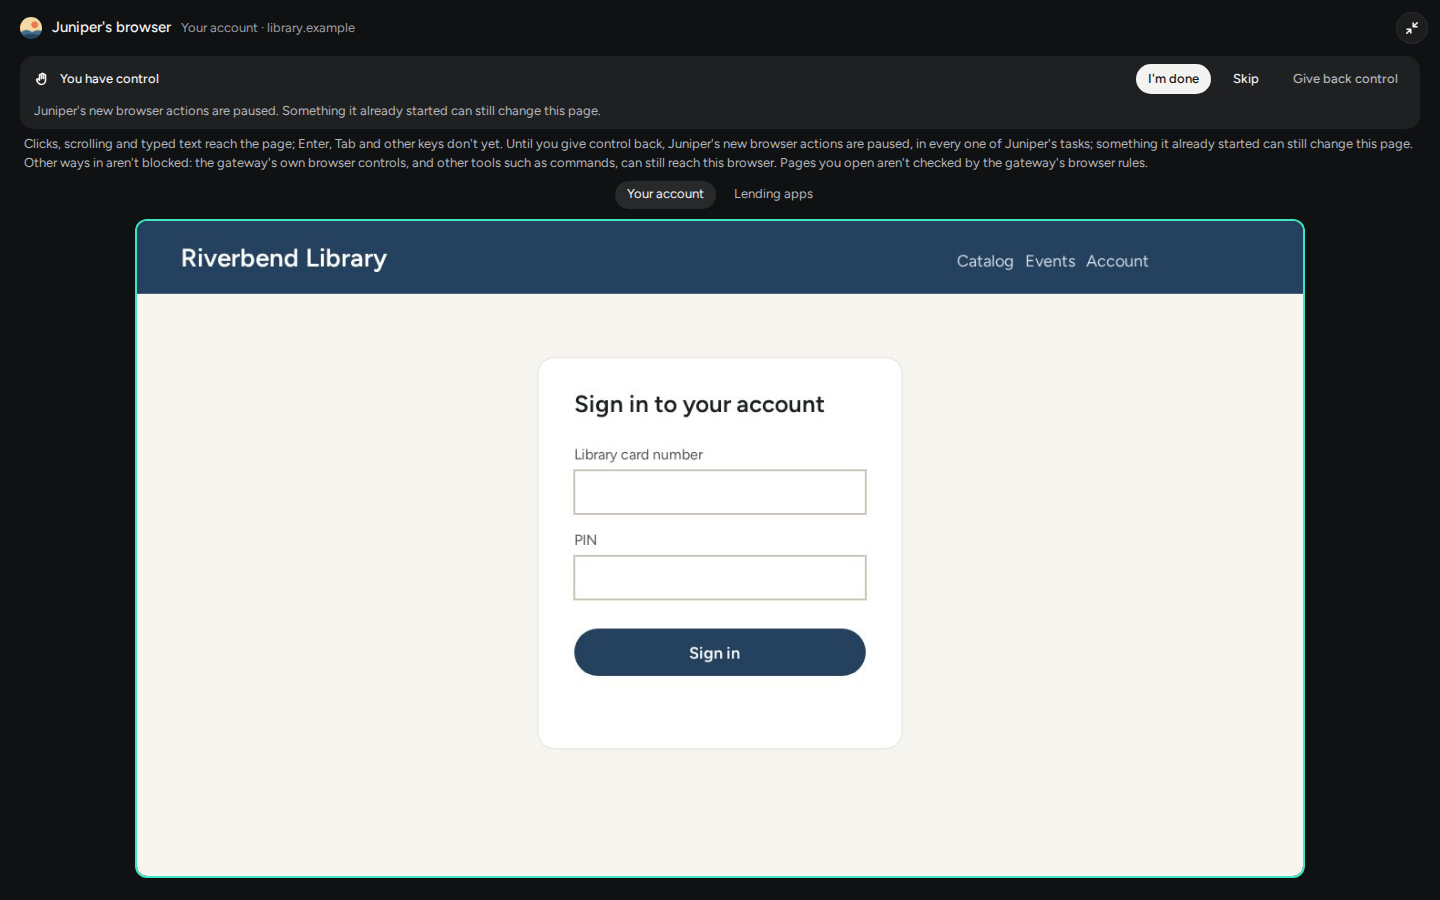 Juniper's browser Your account · library.example
You have control
I'm done Skip Give back control
Juniper's new browser actions are paused. Something it already started can still change this page.
Clicks, scrolling and typed text reach the page; Enter, Tab and other keys don't yet. Until you give control back, Juniper's new browser actions are paused, in every one of Juniper's tasks; something it already started can still change this page.
Other ways in aren't blocked: the gateway's own browser controls, and other tools such as commands, can still reach this browser. Pages you open aren't checked by the gateway's browser rules.
Your account Lending apps
Riverbend Library
Catalog Events Account
Sign in to your account
Library card number
PIN
Sign in